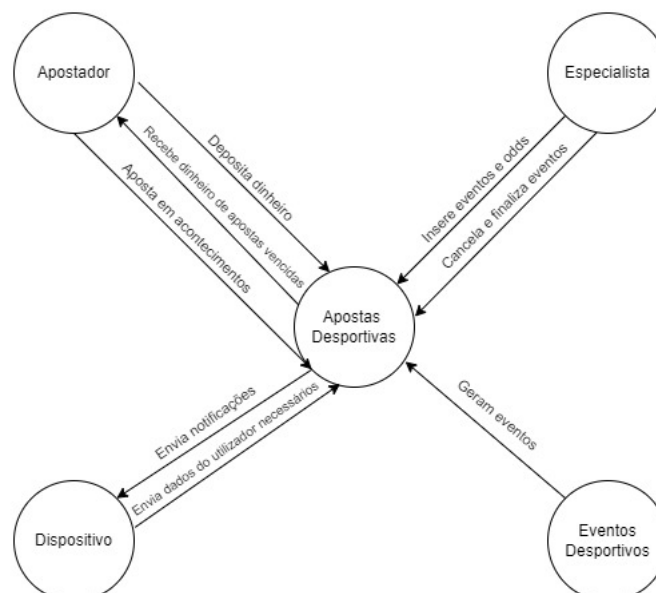 Apostador
Especialista
Deposita dinheiro
Recebe dinheiro de apostas vencidas
Aposta em acontecimentos
Insere eventos e odds
Cancela e finaliza eventos
Apostas
Desportivas
Envia notificações
Envia dados do utilizador necessários
Geram eventos
Dispositivo
Eventos
Desportivos